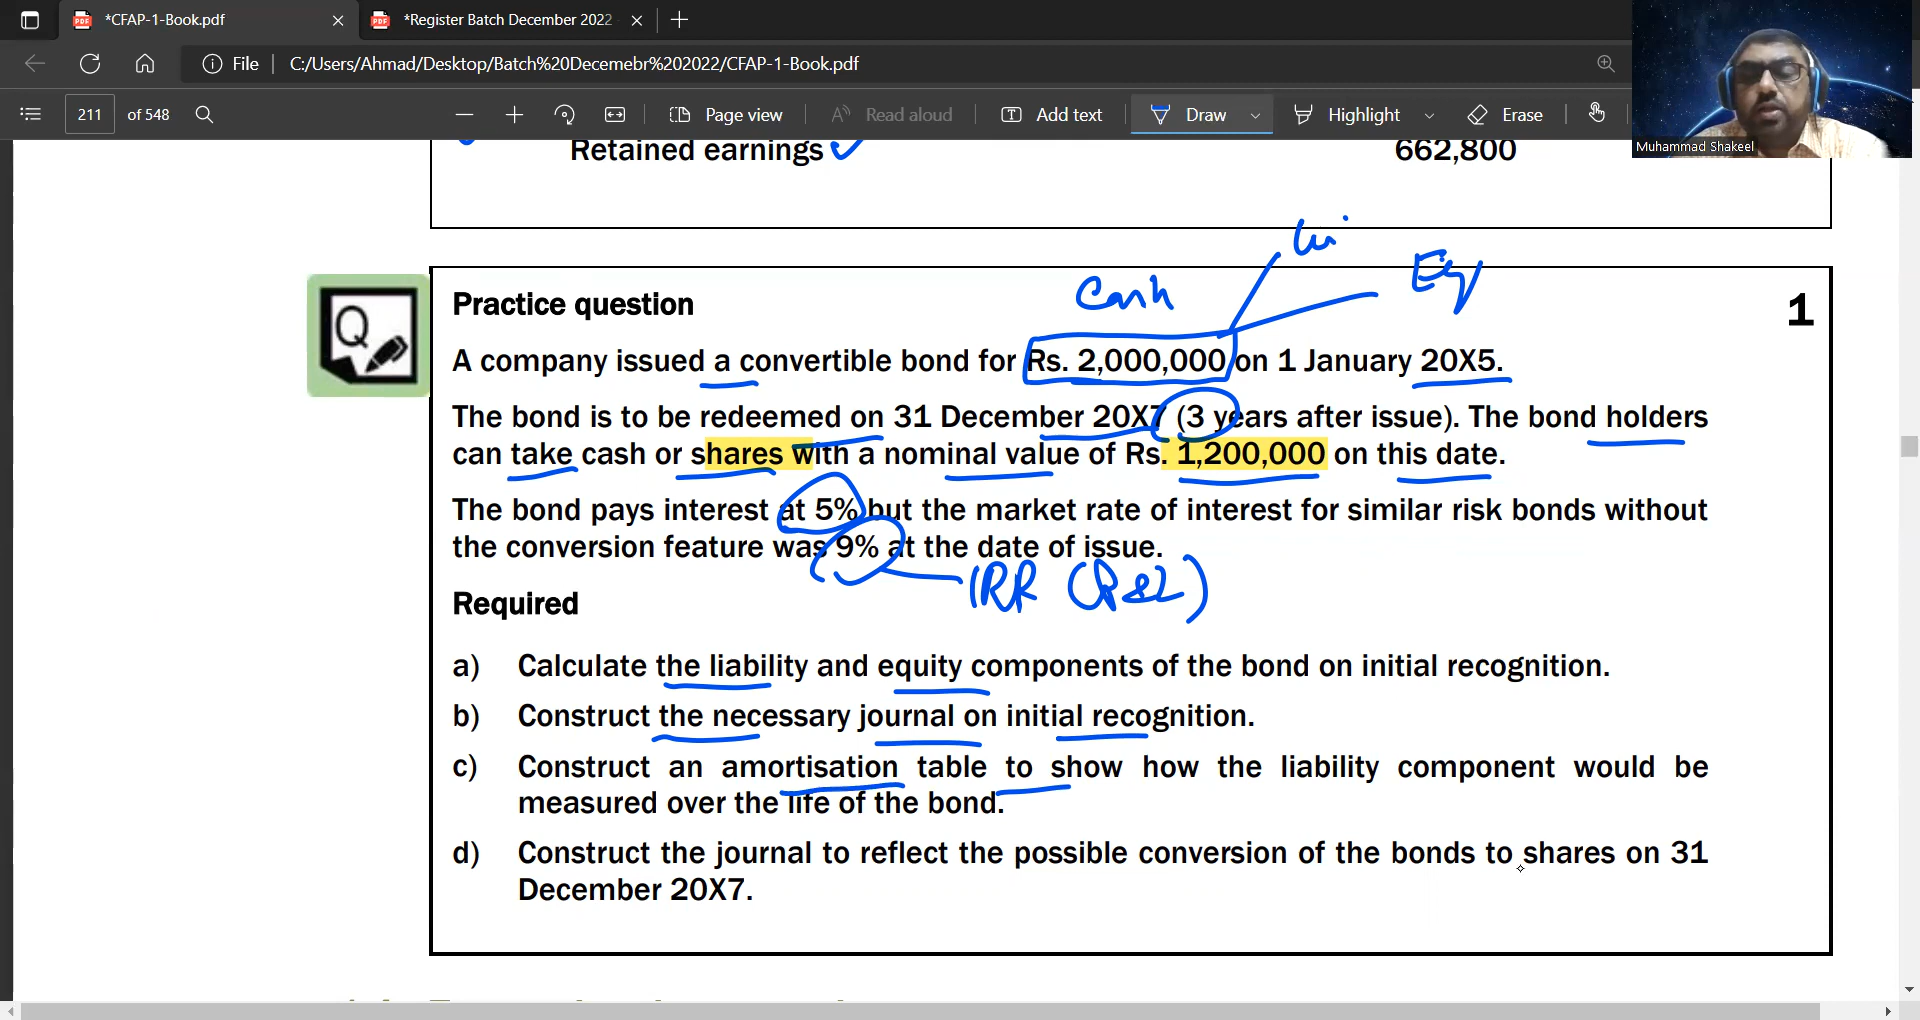 *CFAP-1-Book.pdf
*Register Batch December 2022
File
C:/Users/Ahmad/Desktop/Batch%20Decemebr%202022/CFAP-1-Book.pdf
211 of 548
Page view
Read aloud
Add text
Draw
Highlight
Erase
Muhammad Shakeel
Retained earnings 662,800
Eq
Cash
Practice question 1
A company issued a convertible bond for Rs. 2,000,000 on 1 January 20X5.
The bond is to be redeemed on 31 December 20X7 (3 years after issue). The bond holders
can take cash or shares with a nominal value of Rs. 1,200,000 on this date.
The bond pays interest at 5% but the market rate of interest for similar risk bonds without
the conversion feature was 9% at the date of issue.
IRR (P&L)
Required
a) Calculate the liability and equity components of the bond on initial recognition.
b) Construct the necessary journal on initial recognition.
c) Construct an amortisation table to show how the liability component would be
measured over the life of the bond.
d) Construct the journal to reflect the possible conversion of the bonds to shares on 31
December 20X7.